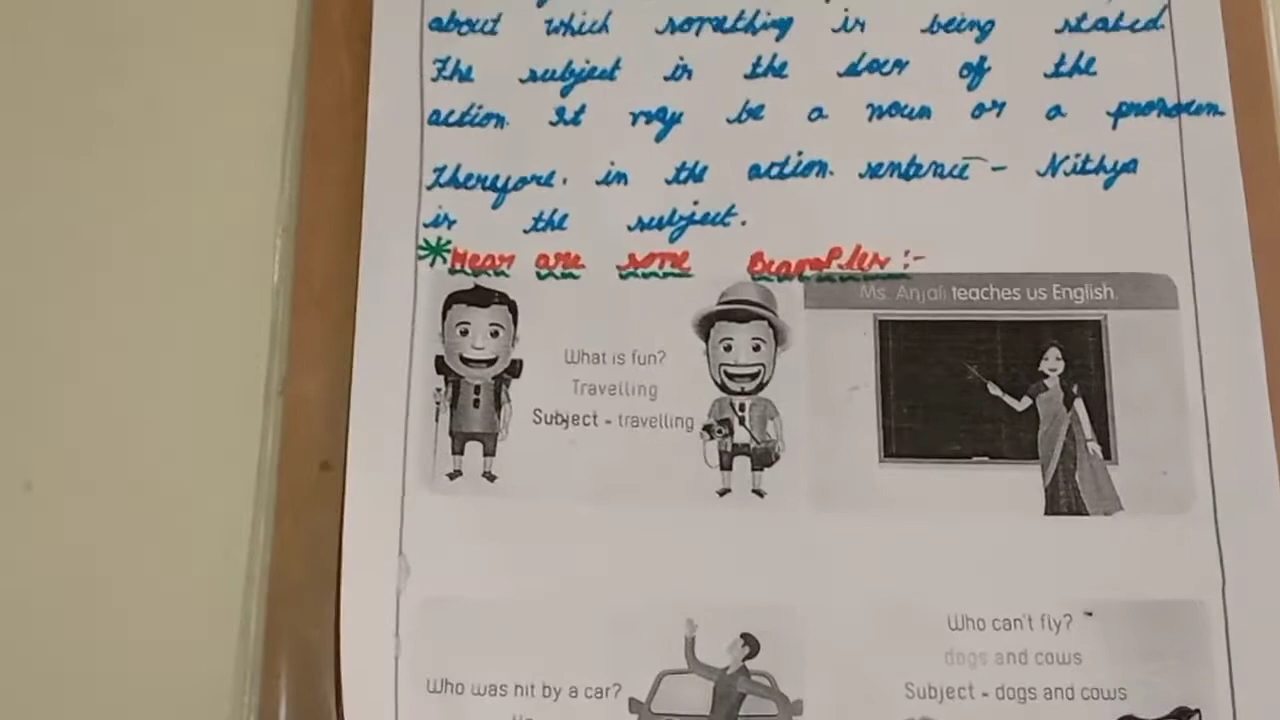 about which something is being stated.
The subject is the doer of the
action. It may be a noun or a pronoun
Therefore. in the action. sentence - Nithya
is the subject.
*Hear are some Examples :-
Ms. Anjali teaches us English.
What is fun?
Travelling
Subject - travelling
Who can't fly?
dogs and cows
Subject - dogs and cows
Who was hit by a car?